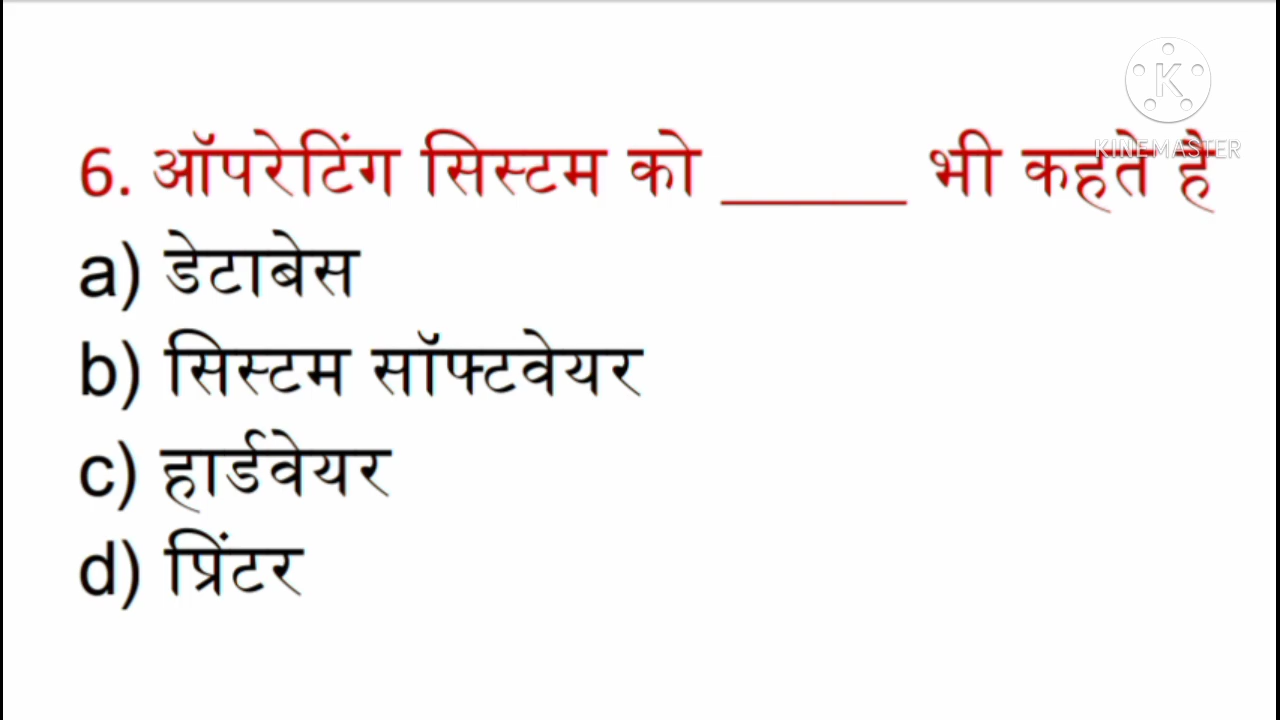 6. ऑपरेटिंग सिस्टम को ______ भी कहते है
a) डेटाबेस
b) सिस्टम सॉफ्टवेयर
c) हार्डवेयर
d) प्रिंटर
K
KINEMASTER